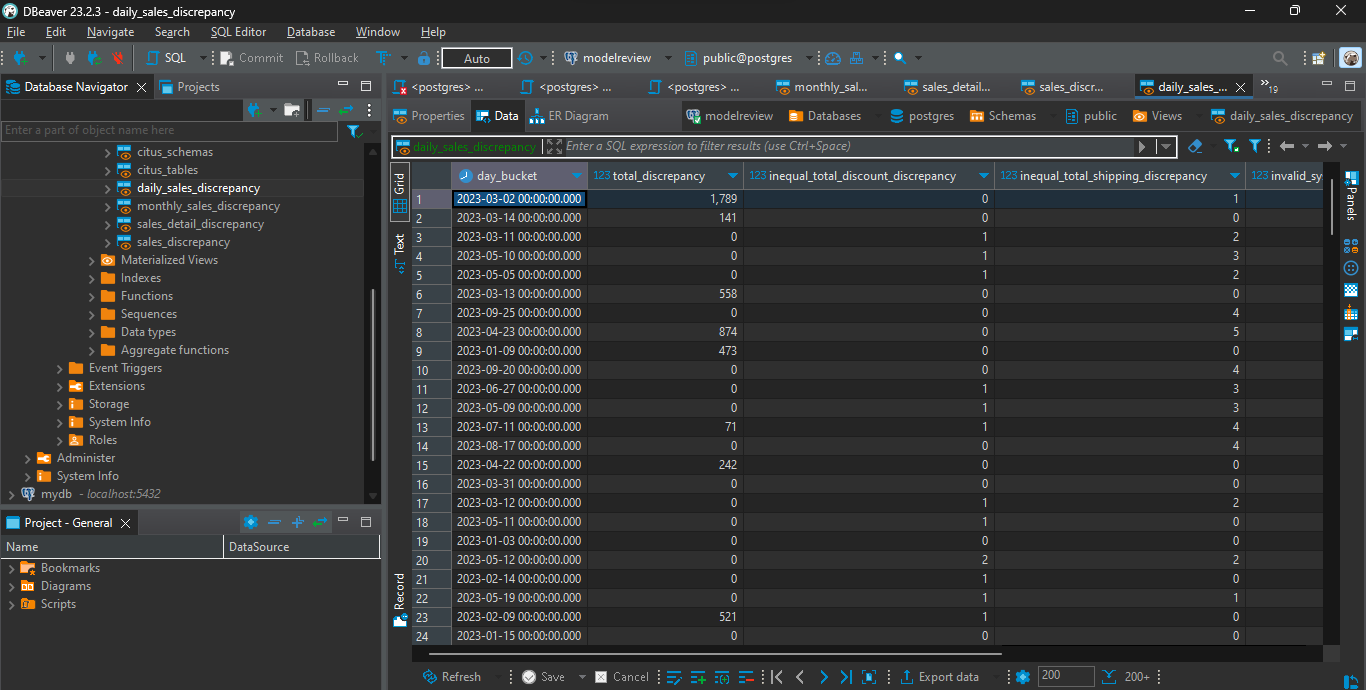 DBeaver 23.2.3 - daily_sales_discrepancy
File Edit Navigate Search SQL Editor Database Window Help
SQL Commit Rollback Auto modelreview public@postgres
Database Navigator Projects
<postgres> ... <postgres> ... <postgres> ... monthly_sal... sales_detail... sales_discr... daily_sales_... »19
Properties Data ER Diagram modelreview Databases postgres Schemas public Views daily_sales_discrepancy
Enter a part of object name here
daily_sales_discrepancy Enter a SQL expression to filter results (use Ctrl+Space)
citus_schemas
citus_tables
daily_sales_discrepancy
monthly_sales_discrepancy
sales_detail_discrepancy
sales_discrepancy
Materialized Views
Indexes
Functions
Sequences
Data types
Aggregate functions
Event Triggers
Extensions
Storage
System Info
Roles
Administer
System Info
mydb - localhost:5432
Project - General
Name DataSource
Bookmarks
Diagrams
Scripts
Grid
Text
Record
day_bucket 123 total_discrepancy 123 inequal_total_discount_discrepancy 123 inequal_total_shipping_discrepancy 123 invalid_sy
1 2023-03-02 00:00:00.000 1,789 0 1
2 2023-03-14 00:00:00.000 141 0 0
3 2023-03-11 00:00:00.000 0 1 2
4 2023-05-10 00:00:00.000 0 1 3
5 2023-05-05 00:00:00.000 0 1 2
6 2023-03-13 00:00:00.000 558 0 0
7 2023-09-25 00:00:00.000 0 0 4
8 2023-04-23 00:00:00.000 874 0 5
9 2023-01-09 00:00:00.000 473 0 0
10 2023-09-20 00:00:00.000 0 0 4
11 2023-06-27 00:00:00.000 0 1 3
12 2023-05-09 00:00:00.000 0 1 3
13 2023-07-11 00:00:00.000 71 1 4
14 2023-08-17 00:00:00.000 0 0 4
15 2023-04-22 00:00:00.000 242 0 0
16 2023-03-31 00:00:00.000 0 0 0
17 2023-03-12 00:00:00.000 0 1 2
18 2023-05-11 00:00:00.000 0 1 0
19 2023-01-03 00:00:00.000 0 0 0
20 2023-05-12 00:00:00.000 0 2 2
21 2023-02-14 00:00:00.000 0 1 0
22 2023-05-19 00:00:00.000 0 1 1
23 2023-02-09 00:00:00.000 521 1 0
24 2023-01-15 00:00:00.000 0 0 0
Panels
Refresh Save Cancel Export data 200 200+